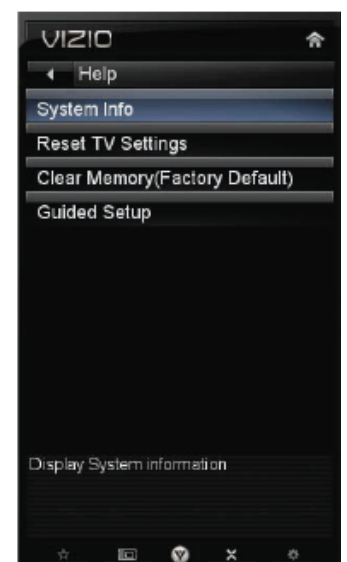 VIZIO
Help
System Info
Reset TV Settings
Clear Memory(Factory Default)
Guided Setup
Display System information